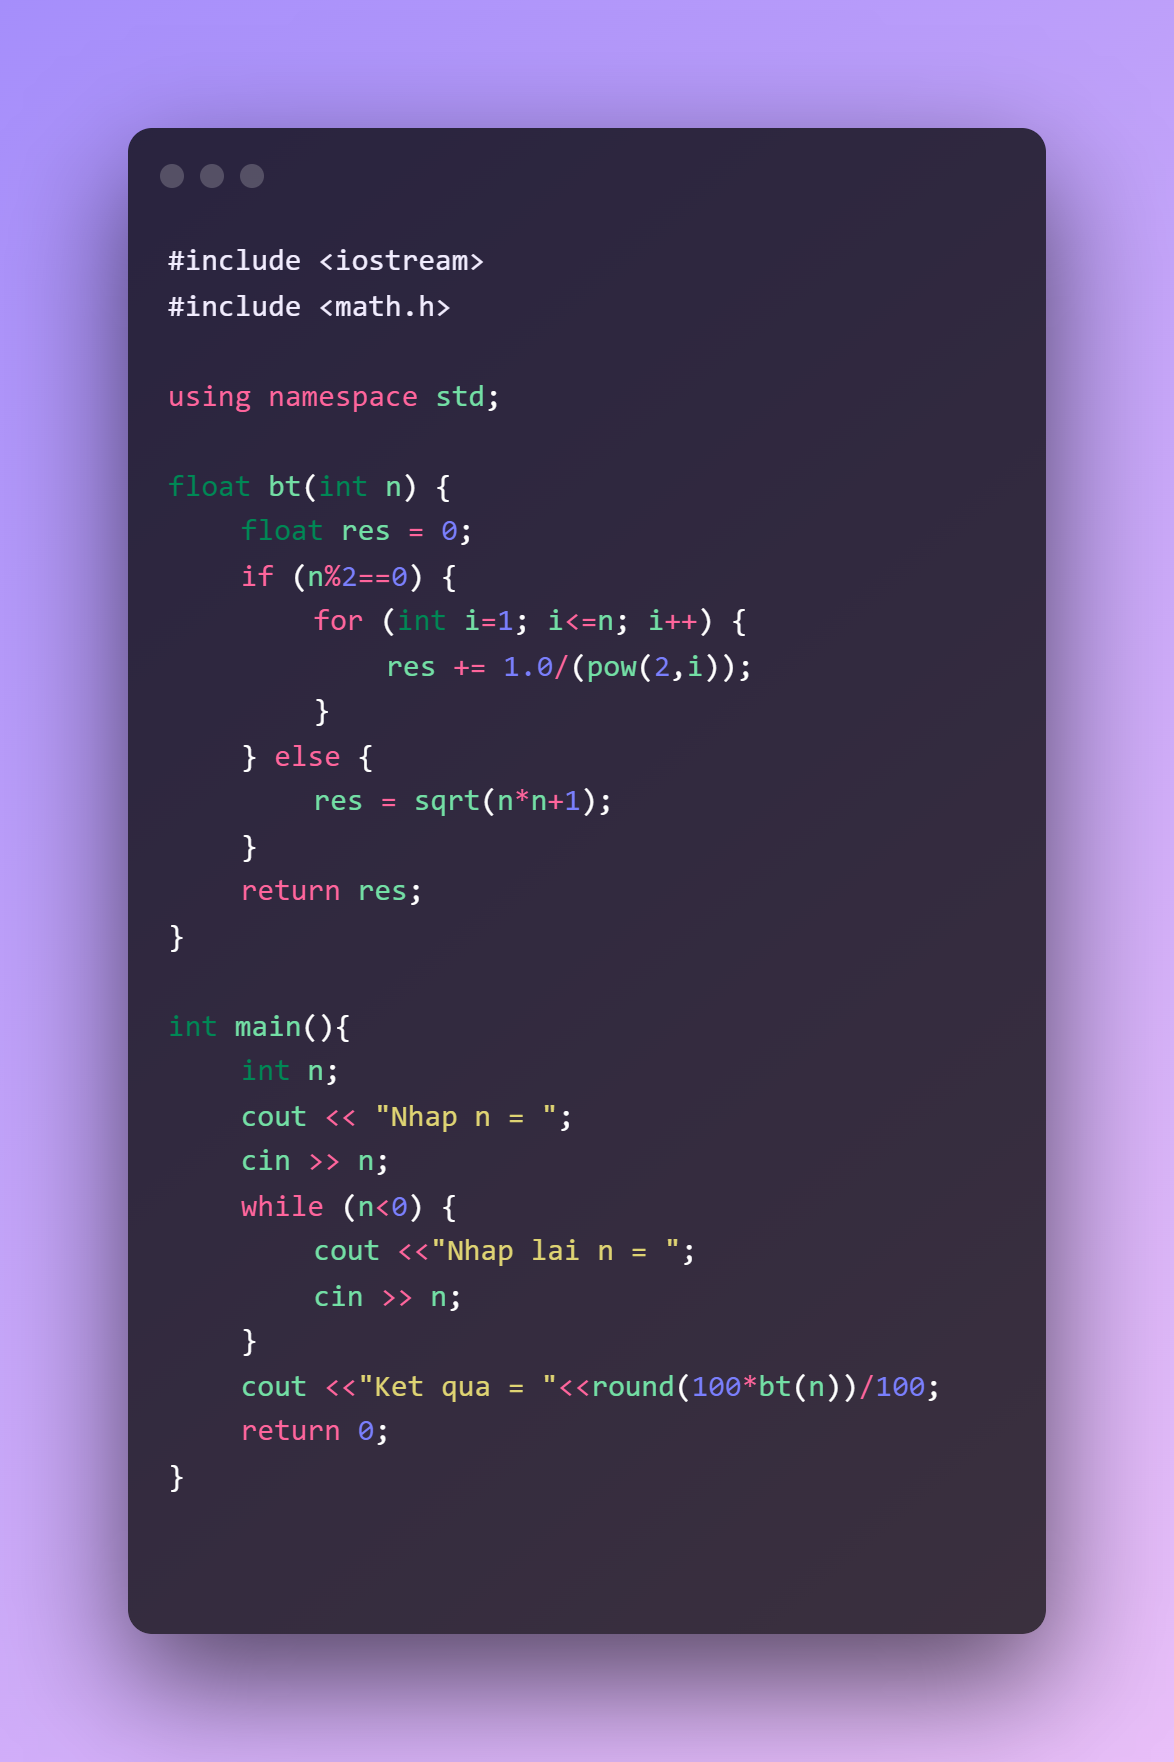 #include <iostream>
#include <math.h>
using namespace std;
float bt(int n) {
float res = 0;
if (n%2==0) {
for (int i=1; i<=n; i++) {
res += 1.0/(pow(2,i));
}
} else {
res = sqrt(n*n+1);
}
return res;
}
int main(){
int n;
cout << "Nhap n = ";
cin >> n;
while (n<0) {
cout <<"Nhap lai n = ";
cin >> n;
}
cout <<"Ket qua = "<<round(100*bt(n))/100;
return 0;
}